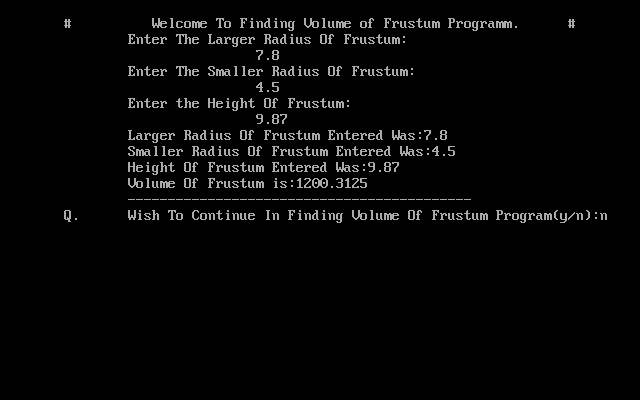 # Welcome To Finding Volume of Frustum Programm. #
Enter The Larger Radius Of Frustum:
7.8
Enter The Smaller Radius Of Frustum:
4.5
Enter the Height Of Frustum:
9.87
Larger Radius Of Frustum Entered Was:7.8
Smaller Radius Of Frustum Entered Was:4.5
Height Of Frustum Entered Was:9.87
Volume Of Frustum is:1200.3125
-------------------------------------------
Q. Wish To Continue In Finding Volume Of Frustum Program(y/n):n